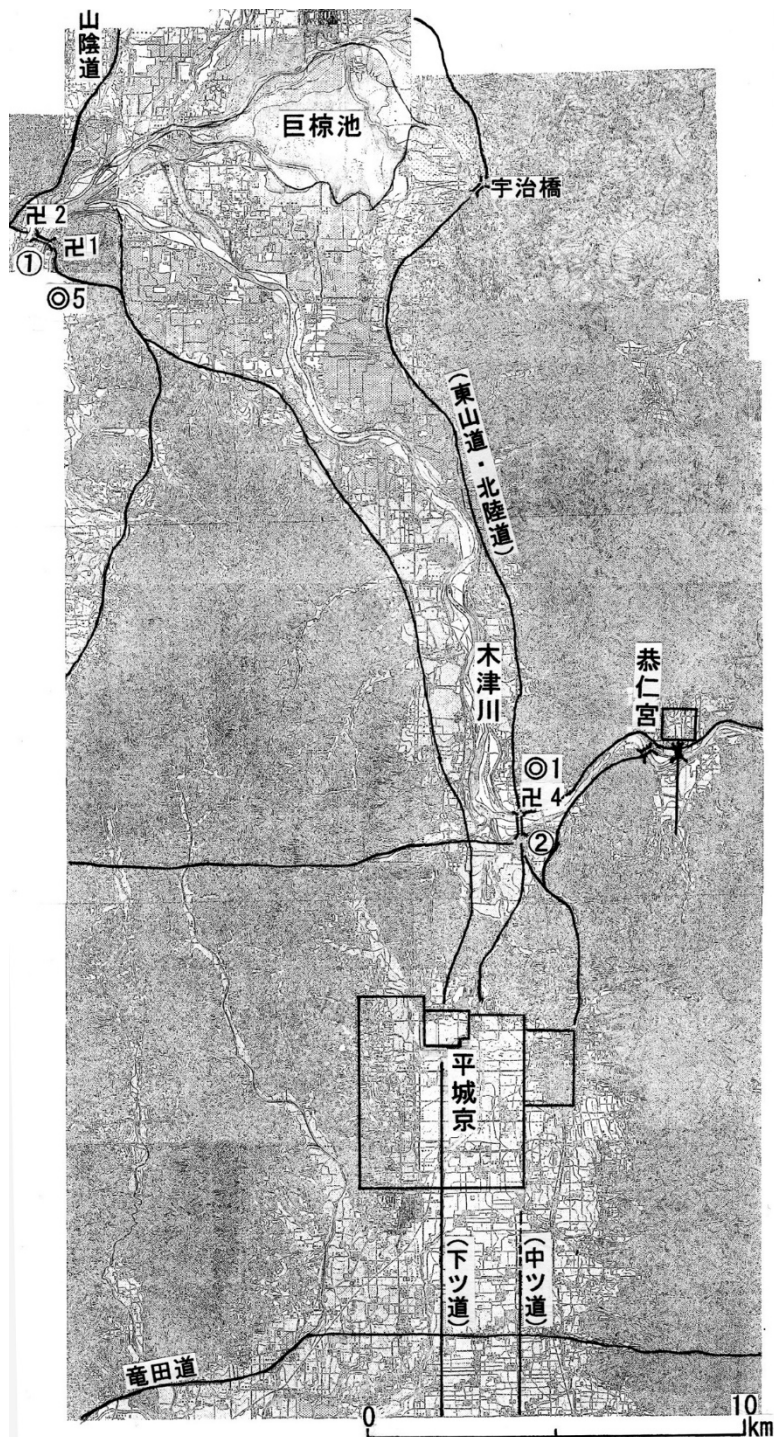 山陰道
巨椋池
宇治橋
卍2
卍1
①
◎5
(東山道・北陸道)
木津川
恭仁宮
◎1
卍4
②
平城京
(下ツ道)
(中ツ道)
竜田道
0
10
km